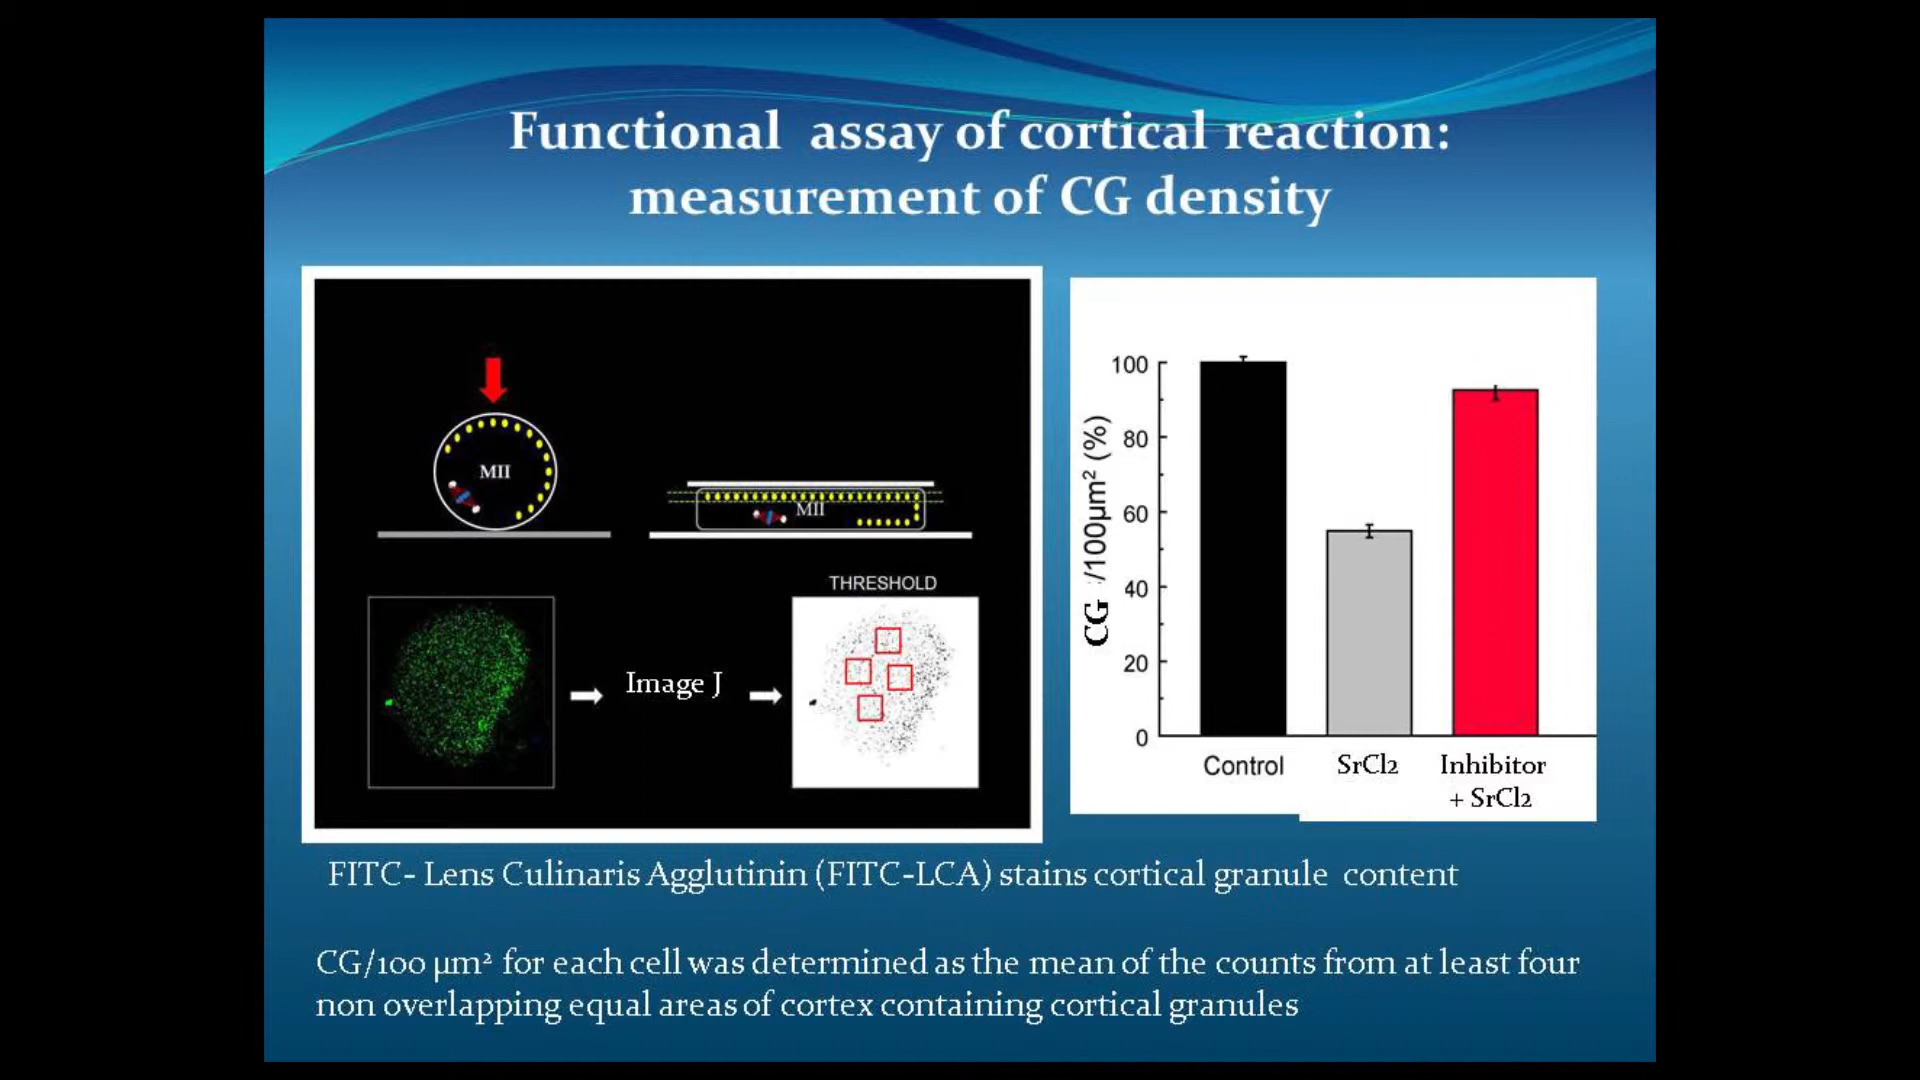 Functional assay of cortical reaction:
measurement of CG density
MII
MII
THRESHOLD
Image J
CG /100µm² (%)
100
80
60
40
20
0
Control
SrCl2
Inhibitor
+ SrCl2
FITC- Lens Culinaris Agglutinin (FITC-LCA) stains cortical granule content
CG/100 µm² for each cell was determined as the mean of the counts from at least four
non overlapping equal areas of cortex containing cortical granules